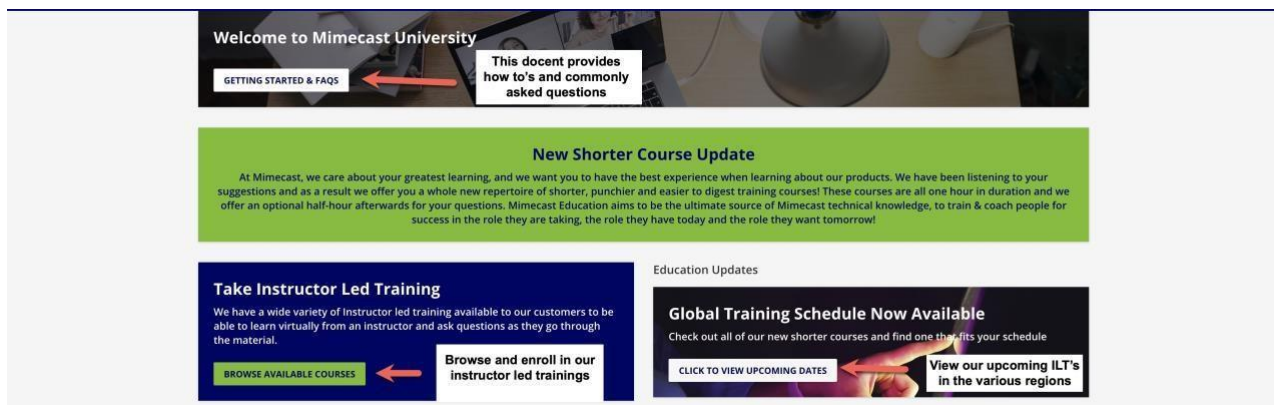 Welcome to Mimecast University
GETTING STARTED & FAQS
This docent provides
how to's and commonly
asked questions
New Shorter Course Update
At Mimecast, we care about your greatest learning, and we want you to have the best experience when learning about our products. We have been listening to your
suggestions and as a result we offer you a whole new repertoire of shorter, punchier and easier to digest training courses! These courses are all one hour in duration and we
offer an optional half-hour afterwards for your questions. Mimecast Education aims to be the ultimate source of Mimecast technical knowledge, to train & coach people for
success in the role they are taking, the role they have today and the role they want tomorrow!
Take Instructor Led Training
We have a wide variety of Instructor led training available to our customers to be
able to learn virtually from an instructor and ask questions as they go through
the material.
BROWSE AVAILABLE COURSES
Browse and enroll in our
instructor led trainings
Education Updates
Global Training Schedule Now Available
Check out all of our new shorter courses and find one that fits your schedule
CLICK TO VIEW UPCOMING DATES
View our upcoming ILT's
in the various regions